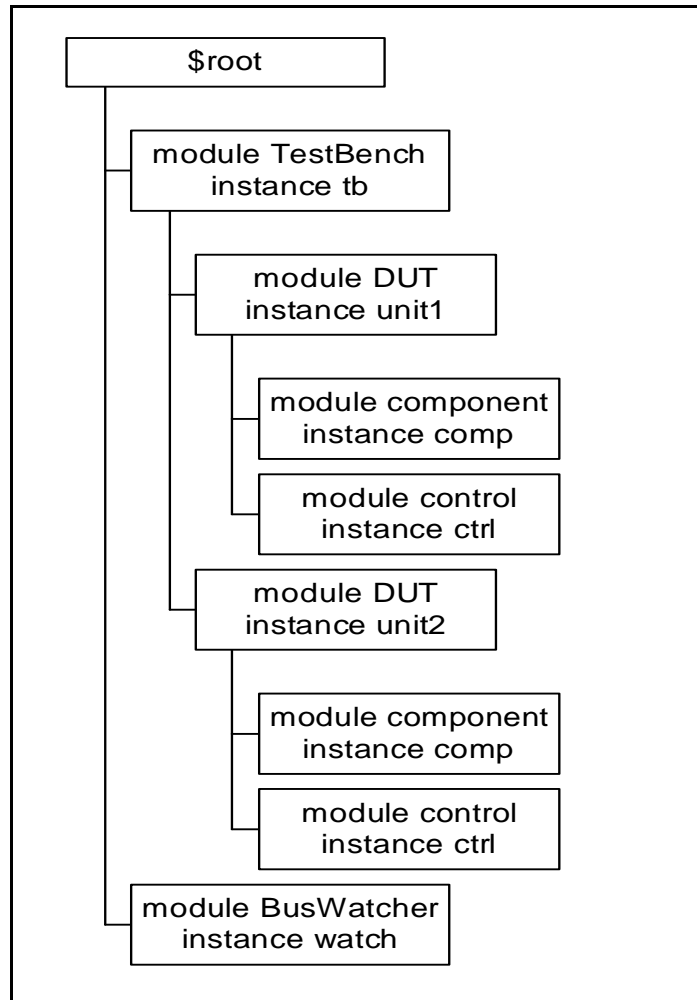 $root
module TestBench
instance tb
module DUT
instance unit1
module component
instance comp
module control
instance ctrl
module DUT
instance unit2
module component
instance comp
module control
instance ctrl
module BusWatcher
instance watch